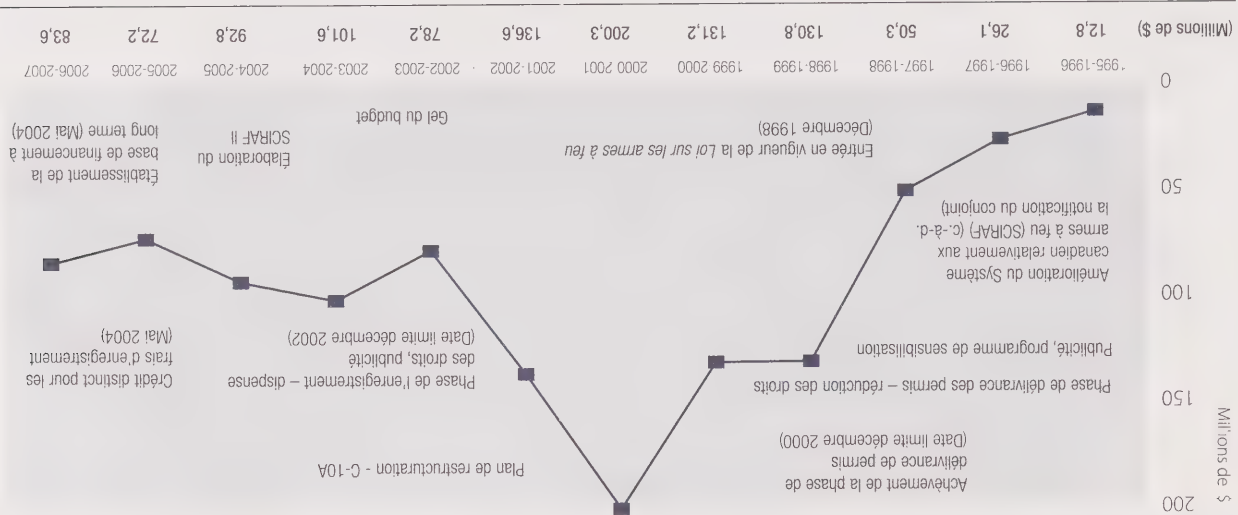 Mil'ions de $
200
150
100
50
0
Achèvement de la phase de
délivrance de permis
(Date limite décembre 2000)
Plan de restructuration - C-10A
Phase de délivrance des permis – réduction des droits
Publicité, programme de sensibilisation
Phase de l'enregistrement – dispense
des droits, publicité
(Date limite décembre 2002)
Crédit distinct pour les
frais d'enregistrement
(Mai 2004)
Amélioration du Système
canadien relativement aux
armes à feu (SCIRAF) (c.-à-d.
la notification du conjoint)
Entrée en vigueur de la Loi sur les armes à feu
(Décembre 1998)
Gel du budget
Élaboration du
SCIRAF II
Établissement de la
base de financement à
long terme (Mai 2004)
1995-1996 1996-1997 1997-1998 1998-1999 1999 2000 2000 2001 2001-2002 2002-2003 2003-2004 2004-2005 2005-2006 2006-2007
(Millions de $) 12,8 26,1 50,3 130,8 131,2 200,3 136,6 78,2 101,6 92,8 72,2 83,6